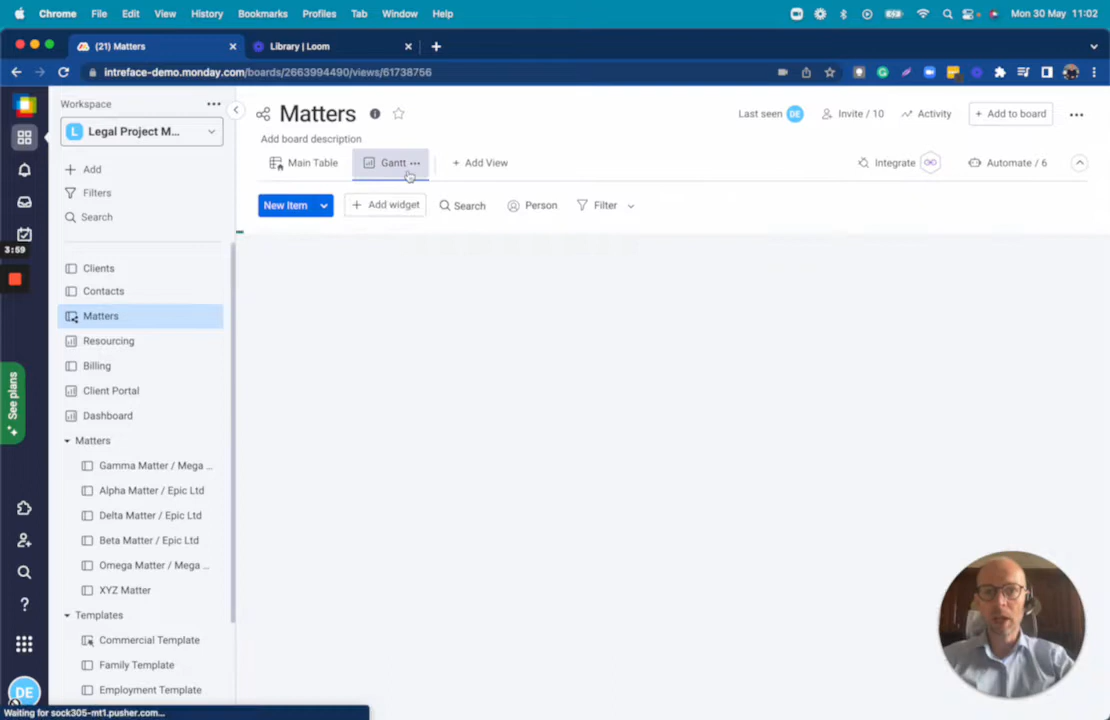 Chrome File Edit View History Bookmarks Profiles Tab Window Help Mon 30 May 11:02
(21) Matters Library | Loom
intreface-demo.monday.com/boards/2663994490/views/61738756
Workspace
L Legal Project M...
Add
Filters
Search
3:59
Clients
Contacts
Matters
Resourcing
Billing
Client Portal
Dashboard
See plans
Matters
Gamma Matter / Mega ...
Alpha Matter / Epic Ltd
Delta Matter / Epic Ltd
Beta Matter / Epic Ltd
Omega Matter / Mega ...
XYZ Matter
Templates
Commercial Template
Family Template
Employment Template
DE
Waiting for sock305-mt1.pusher.com...
Matters Last seen DE Invite / 10 Activity + Add to board
Add board description
Main Table Gantt + Add View Integrate Automate / 6
New Item + Add widget Search Person Filter